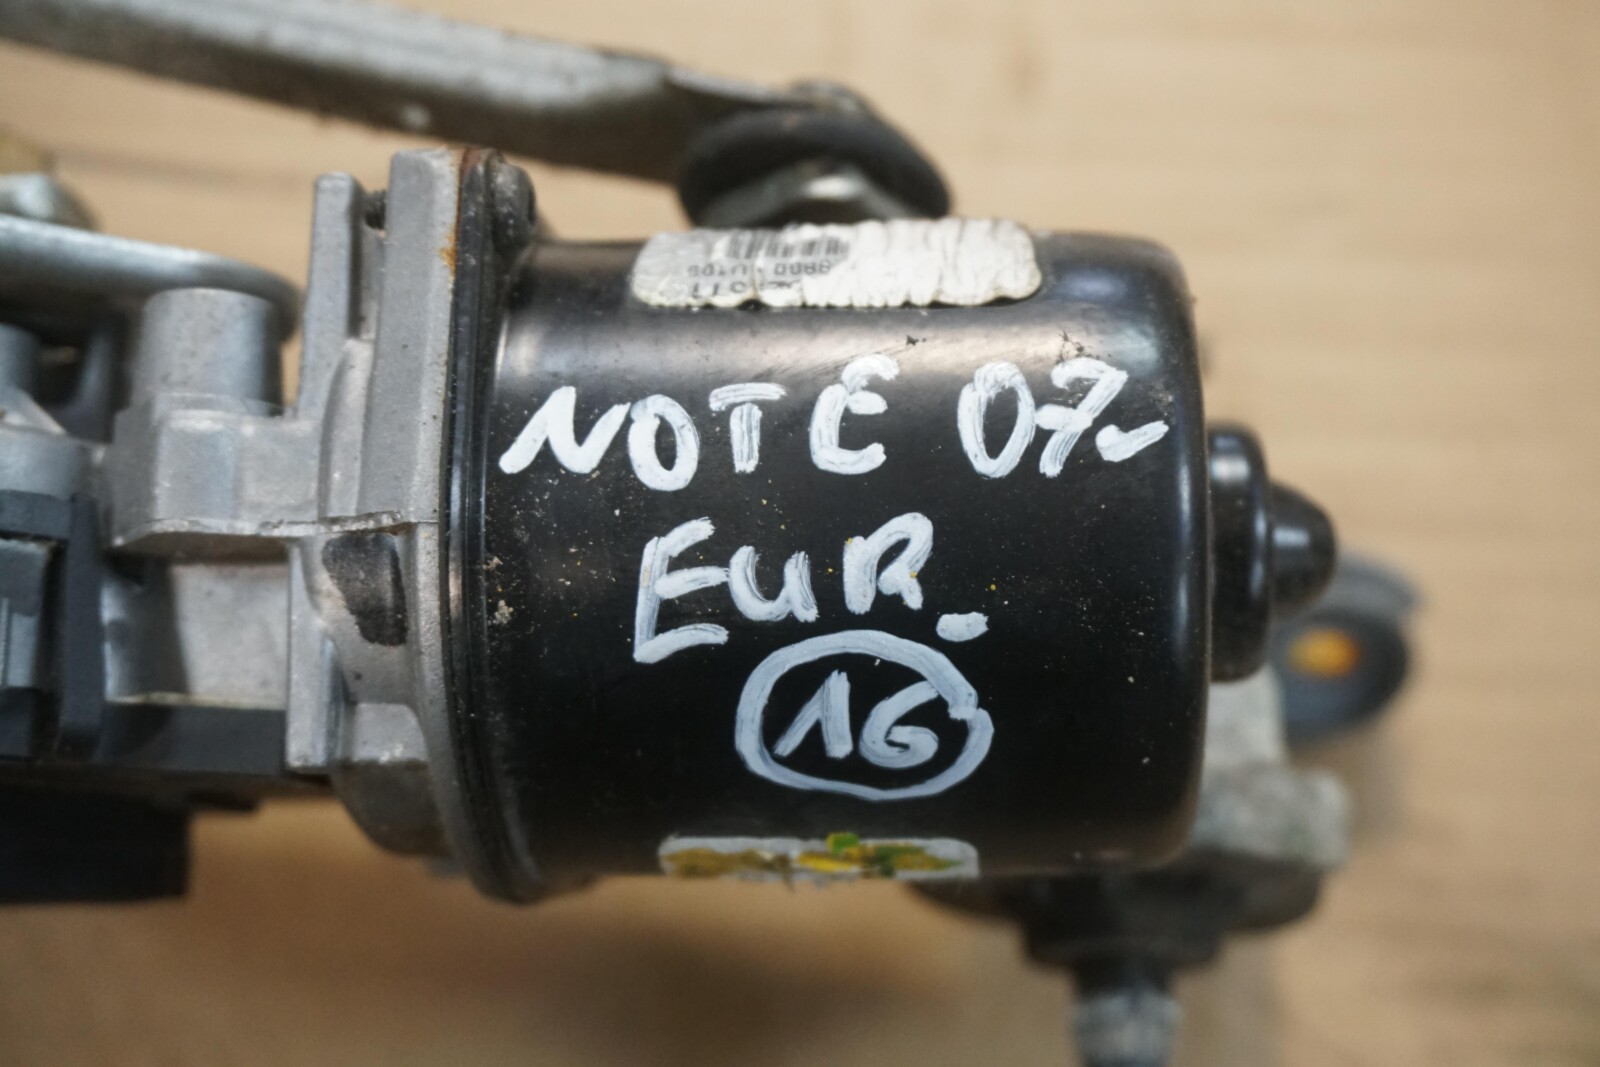 NOTE 07-
EUR.
16